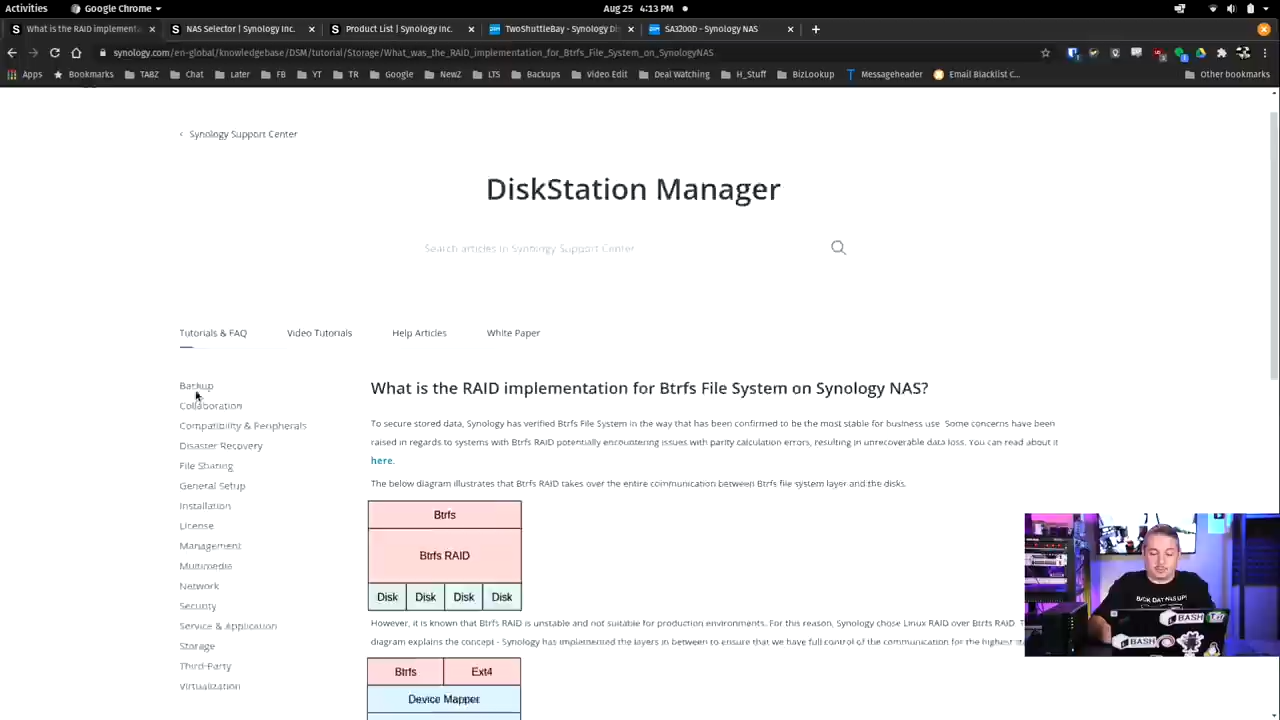 Google Chrome
Aug 25 4:13 PM
What is the RAID implement
NAS Selector | Synology Inc.
Product List | Synology Inc.
TwoShuttleBay - Synology Di
SA3200D - Synology NAS
synology.com/en-global/knowledgebase/DSM/tutorial/Storage/What_was_the_RAID_implementation_for_Btrfs_File_System_on_SynologyNAS
Apps Bookmarks TABZ Chat Later FB YT TR Google NewZ LTS Backups Video Edit Deal Watching H_Stuff BizLookup Messageheader Email Blacklist C... Other bookmarks
< Synology Support Center
DiskStation Manager
Search articles in Synology Support Center
Tutorials & FAQ Video Tutorials Help Articles White Paper
Backup
Collaboration
Compatibility & Peripherals
Disaster Recovery
File Sharing
General Setup
Installation
License
Management
Multimedia
Network
Security
Service & Application
Storage
Third-Party
Virtualization
What is the RAID implementation for Btrfs File System on Synology NAS?
To secure stored data, Synology has verified Btrfs File System in the way that has been confirmed to be the most stable for business use. Some concerns have been
raised in regards to systems with Btrfs RAID potentially encountering issues with parity calculation errors, resulting in unrecoverable data loss. You can read about it
here.
The below diagram illustrates that Btrfs RAID takes over the entire communication between Btrfs file system layer and the disks.
Btrfs
Btrfs RAID
Disk Disk Disk Disk
However, it is known that Btrfs RAID is unstable and not suitable for production environments. For this reason, Synology chose Linux RAID over Btrfs RAID.
diagram explains the concept - Synology has implemented the layers in between to ensure that we have full control of the communication for the highest
Btrfs Ext4
Device Mapper
BASH
BASH